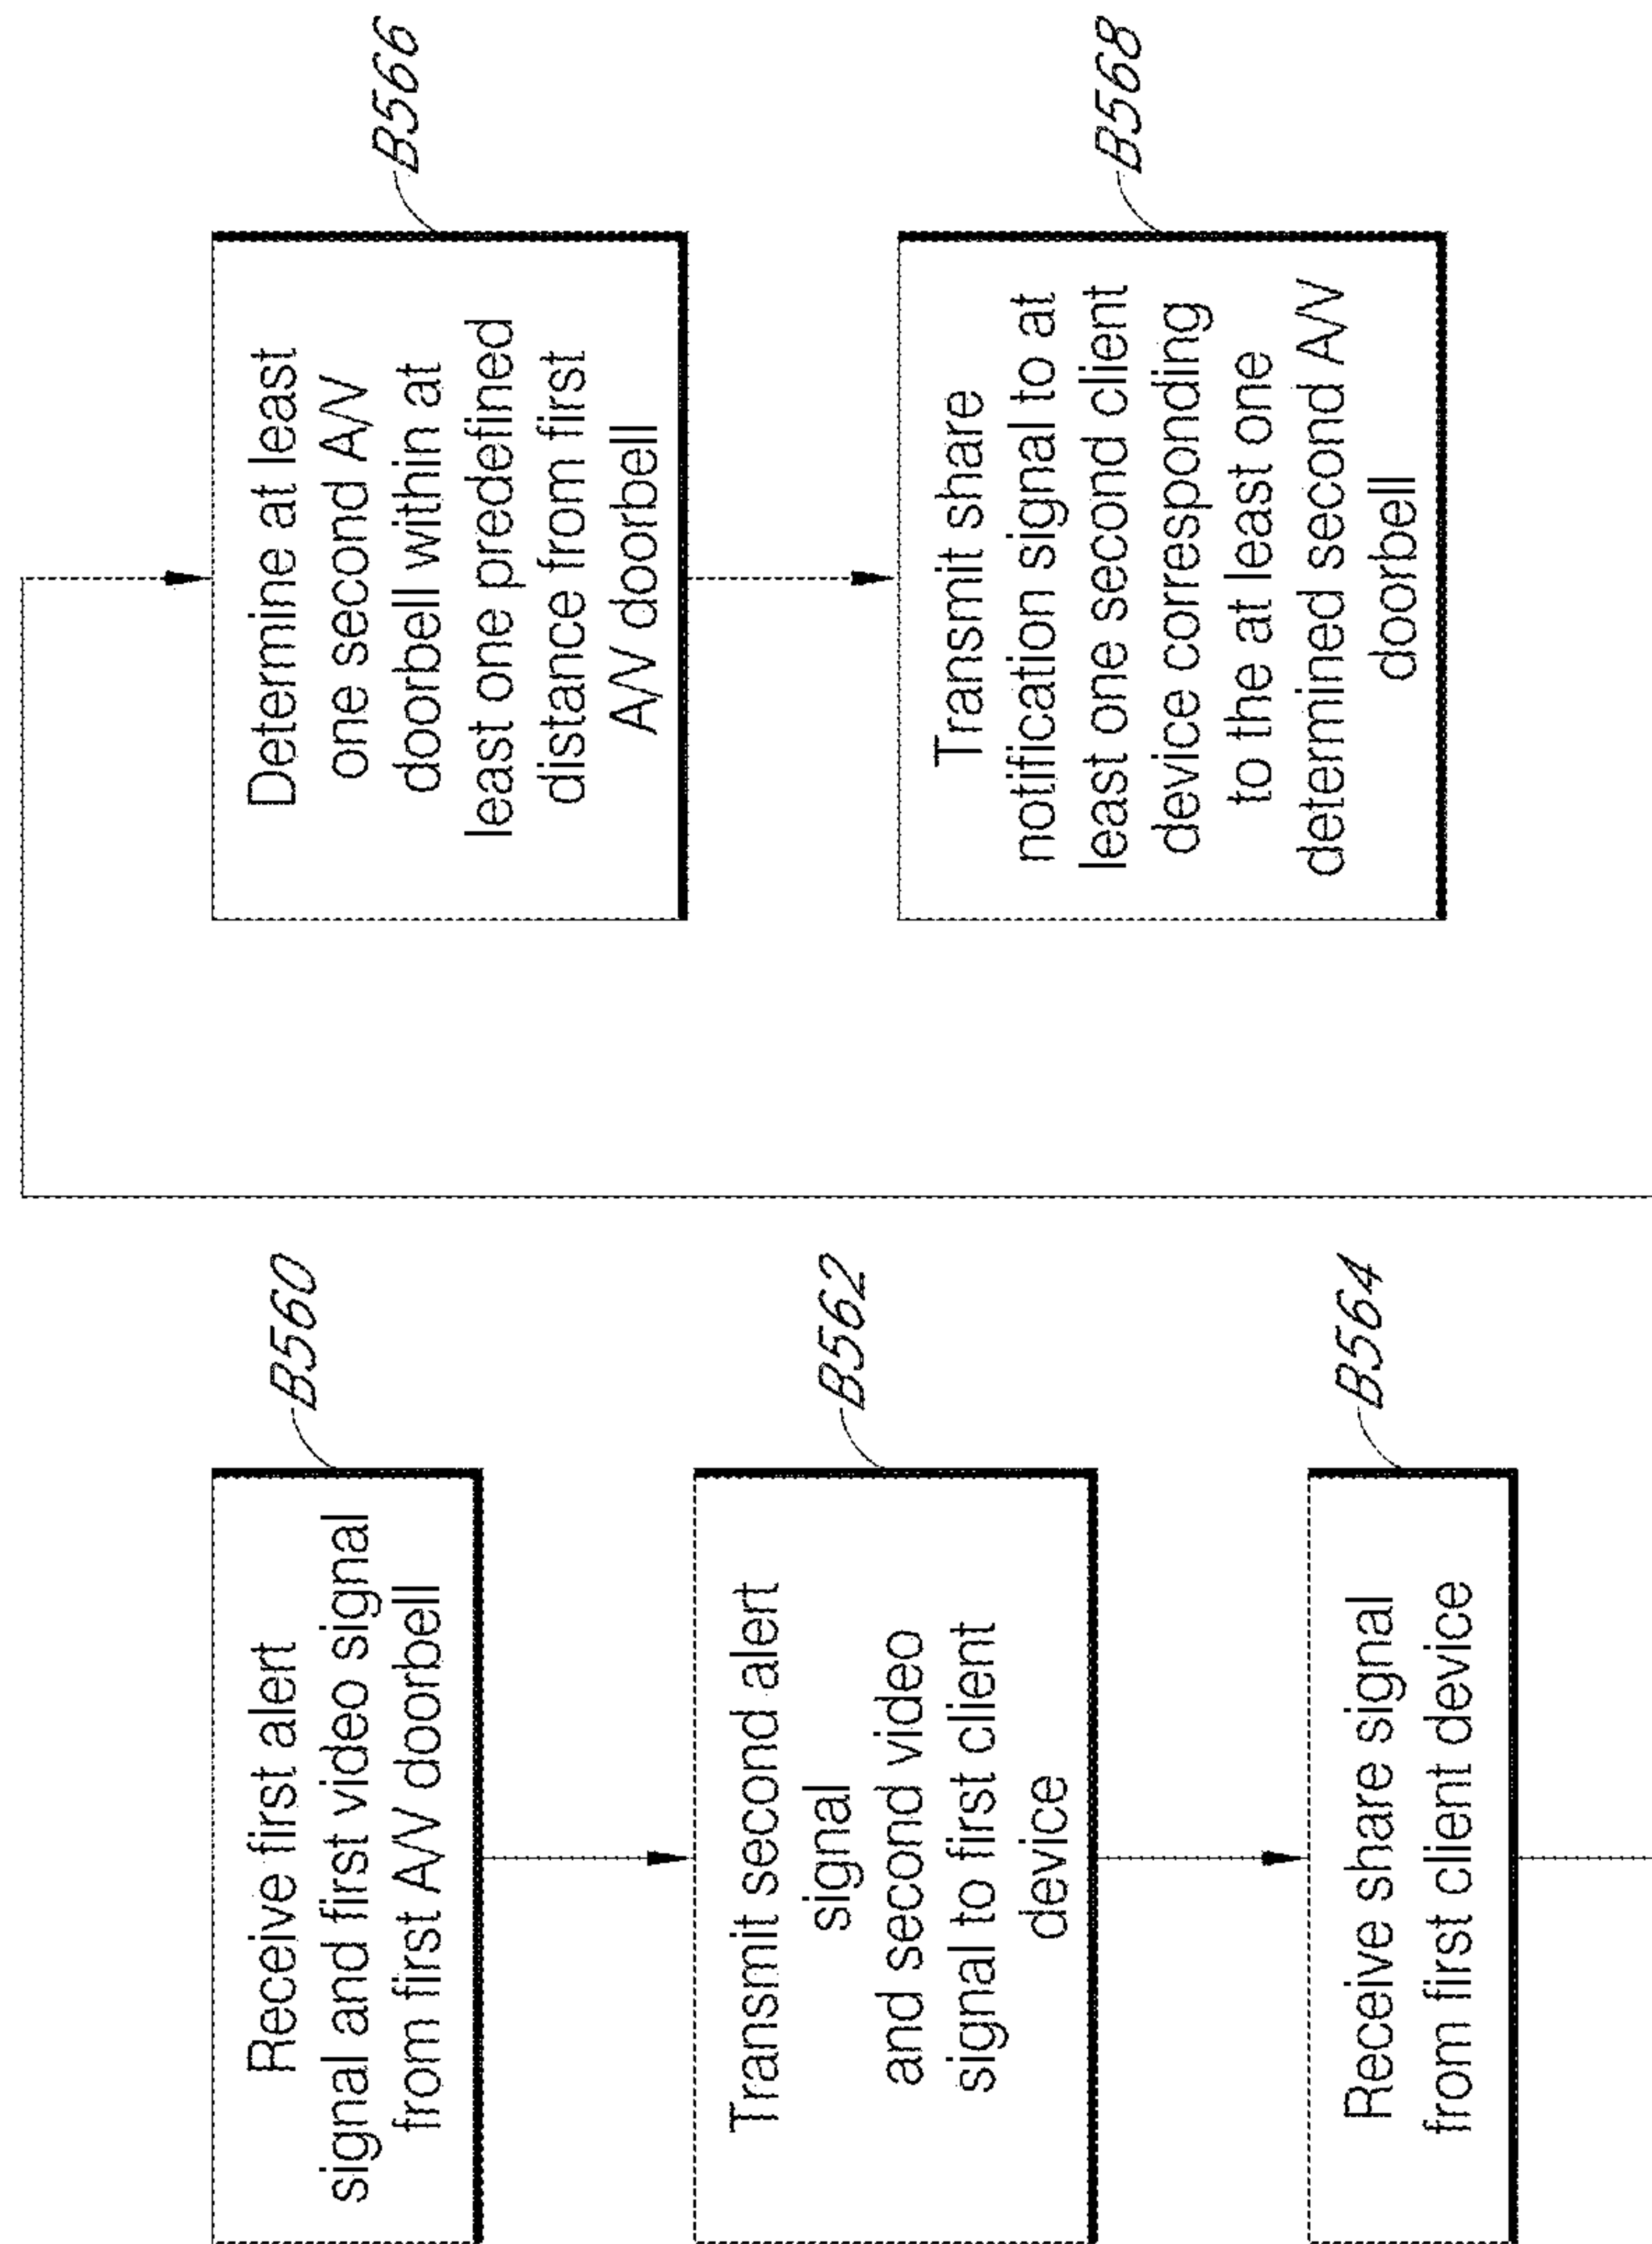 Receive first alert
signal and first video signal
from first A/V doorbell
B560
Transmit second alert
signal
and second video
signal to first client
device
B562
Receive share signal
from first client device
B564
Determine at least
one second A/V
doorbell within at
least one predefined
distance from first
A/V doorbell
B566
Transmit share
notification signal to at
least one second client
device corresponding
to the at least one
determined second A/V
doorbell
B568